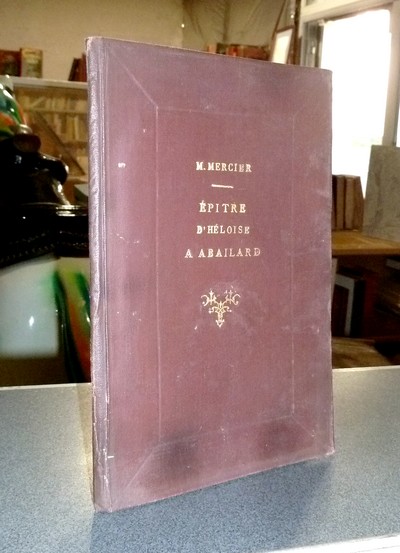 M. MERCIER
ÉPITRE
D'HÉLOISE
A ABAILARD